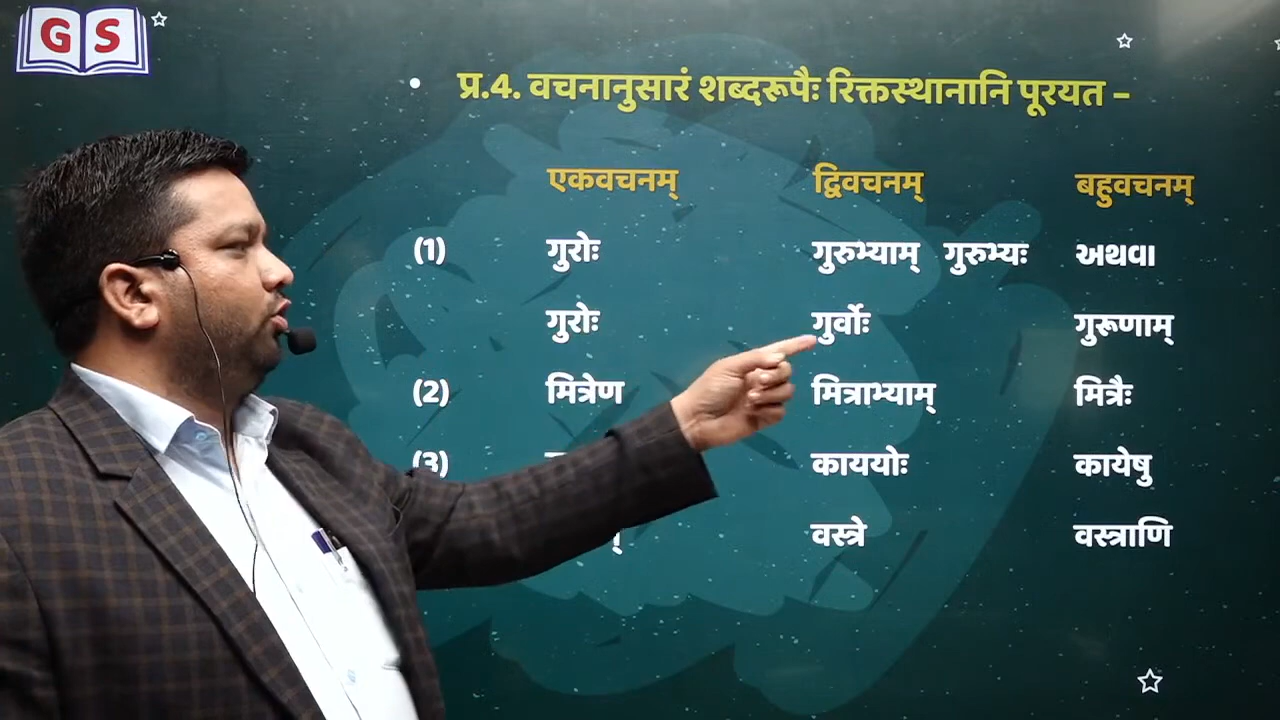 GS
• प्र.4. वचनानुसारं शब्दरूपैः रिक्तस्थानानि पूरयत –
एकवचनम् द्विवचनम् बहुवचनम्
(1) गुरोः गुरुभ्याम् गुरुभ्यः अथवा
गुरोः गुर्वोः गुरूणाम्
(2) मित्रेण मित्राभ्याम् मित्रैः
(3) काययोः कायेषु
वस्त्रे वस्त्राणि